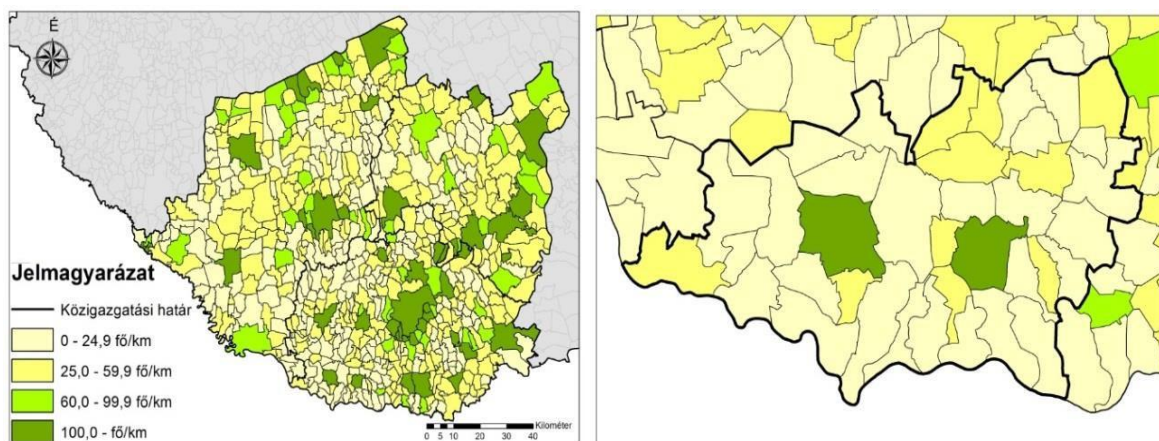 É
Jelmagyarázat
Közigazgatási határ
0 - 24,9 fő/km
25,0 - 59,9 fő/km
60,0 - 99,9 fő/km
100,0 - fő/km
Kilométer
0 5 10 20 30 40